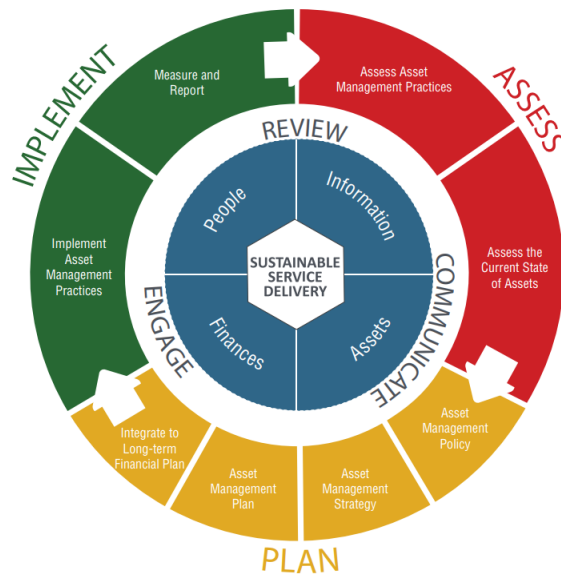 IMPLEMENT
Measure and
Report
Assess Asset
Management Practices
ASSESS
REVIEW
People
Information
Implement
Asset
Management
Practices
SUSTAINABLE
SERVICE
DELIVERY
Assess the
Current State
of Assets
ENGAGE
COMMUNICATE
Finances
Assets
Integrate to
Long-term
Financial Plan
Asset
Management
Plan
Asset
Management
Strategy
Asset
Management
Policy
PLAN